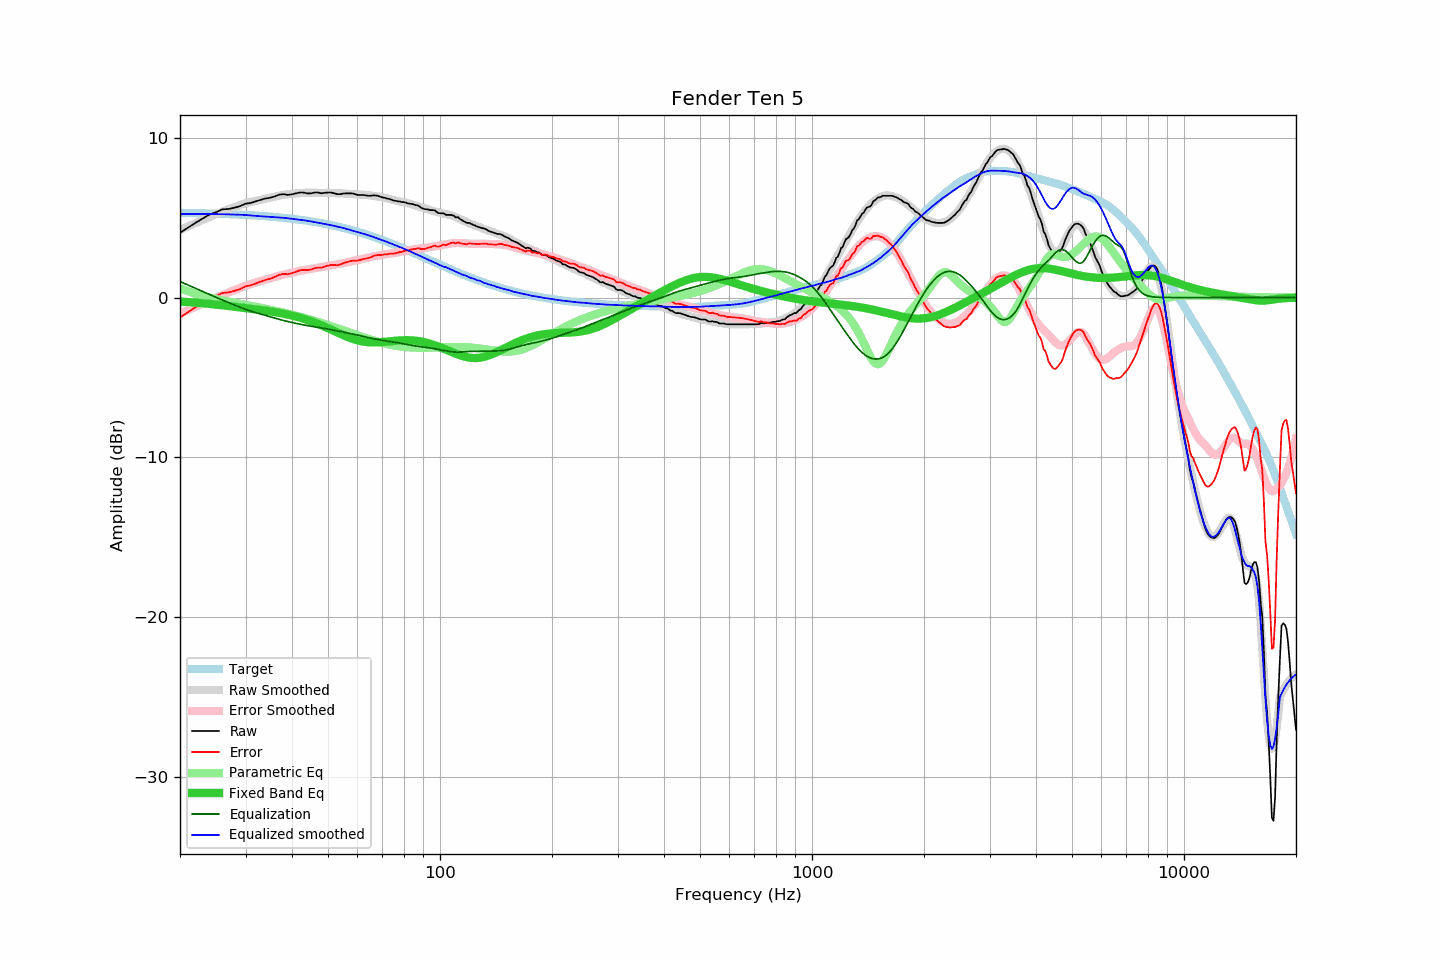 Fender Ten 5
10
0
−10
−20
−30
Amplitude (dBr)
Target
Raw Smoothed
Error Smoothed
Raw
Error
Parametric Eq
Fixed Band Eq
Equalization
Equalized smoothed
100
1000
10000
Frequency (Hz)